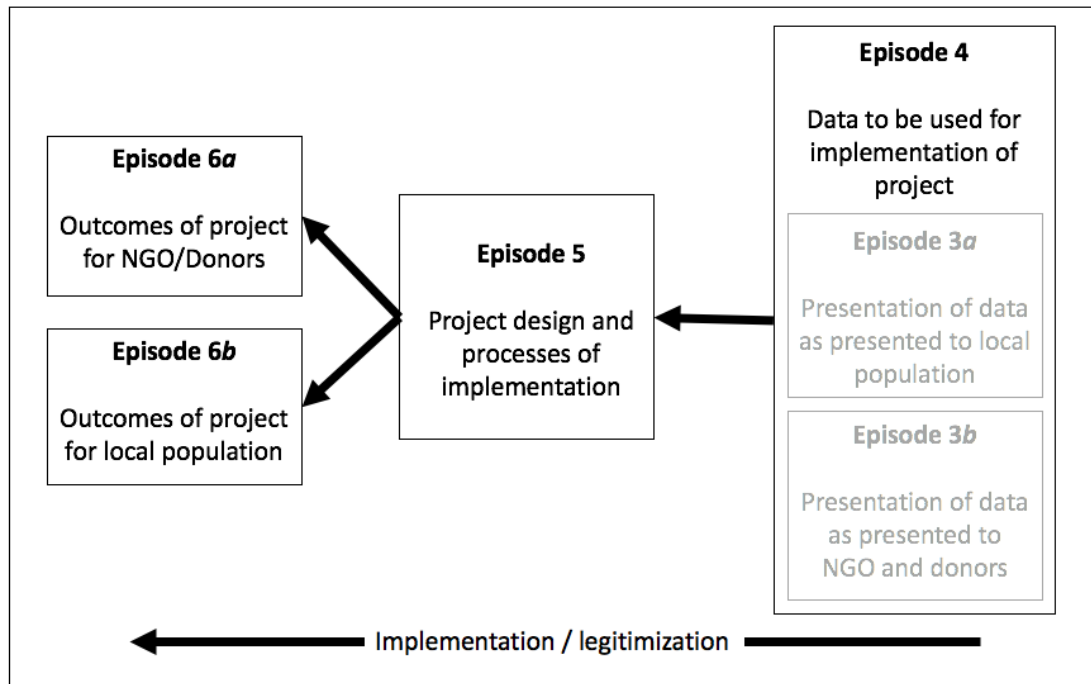 Episode 6a
Outcomes of project
for NGO/Donors
Episode 6b
Outcomes of project
for local population
Episode 5
Project design and
processes of
implementation
Episode 4
Data to be used for
implementation of
project
Episode 3a
Presentation of data
as presented to local
population
Episode 3b
Presentation of data
as presented to
NGO and donors
Implementation / legitimization